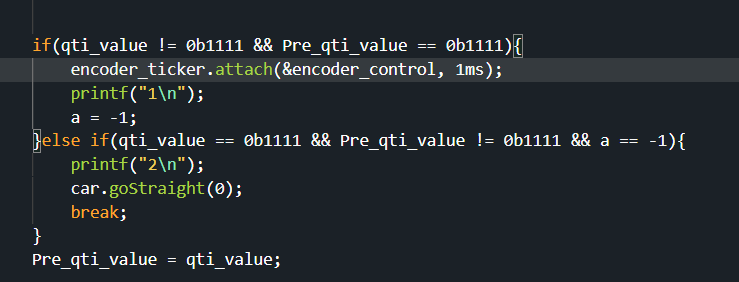 if(qti_value != 0b1111 && Pre_qti_value == 0b1111){
    encoder_ticker.attach(&encoder_control, 1ms);
    printf("1\n");
    a = -1;
}else if(qti_value == 0b1111 && Pre_qti_value != 0b1111 && a == -1){
    printf("2\n");
    car.goStraight(0);
    break;
}
Pre_qti_value = qti_value;